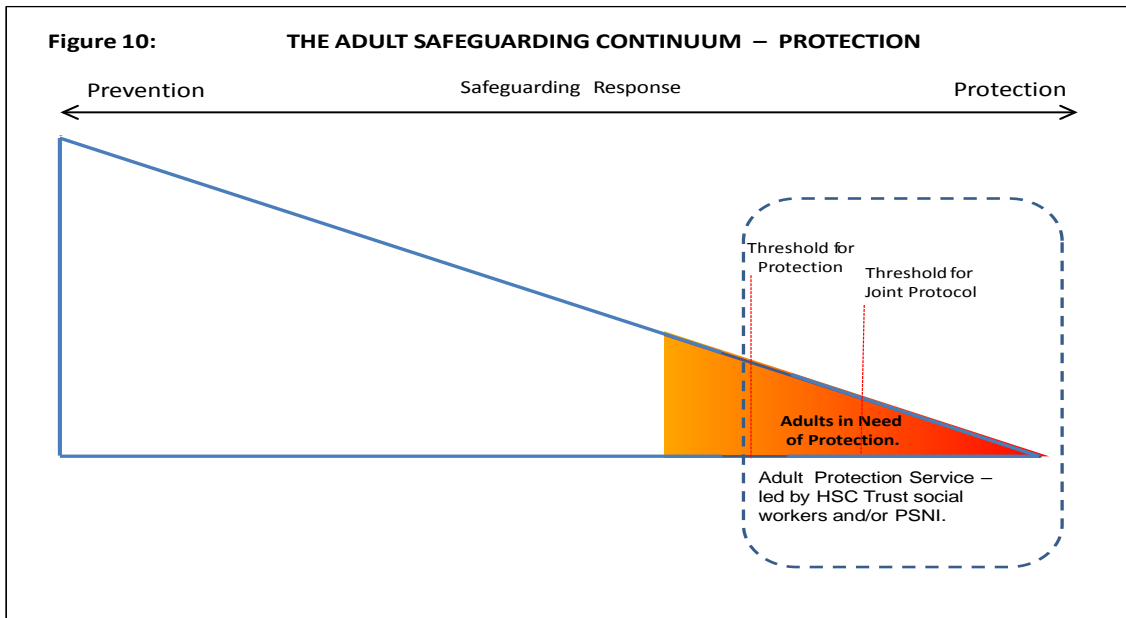 Figure 10: THE ADULT SAFEGUARDING CONTINUUM – PROTECTION
Prevention Safeguarding Response Protection
Threshold for
Protection
Threshold for
Joint Protocol
Adults in Need
of Protection.
Adult Protection Service –
led by HSC Trust social
workers and/or PSNI.